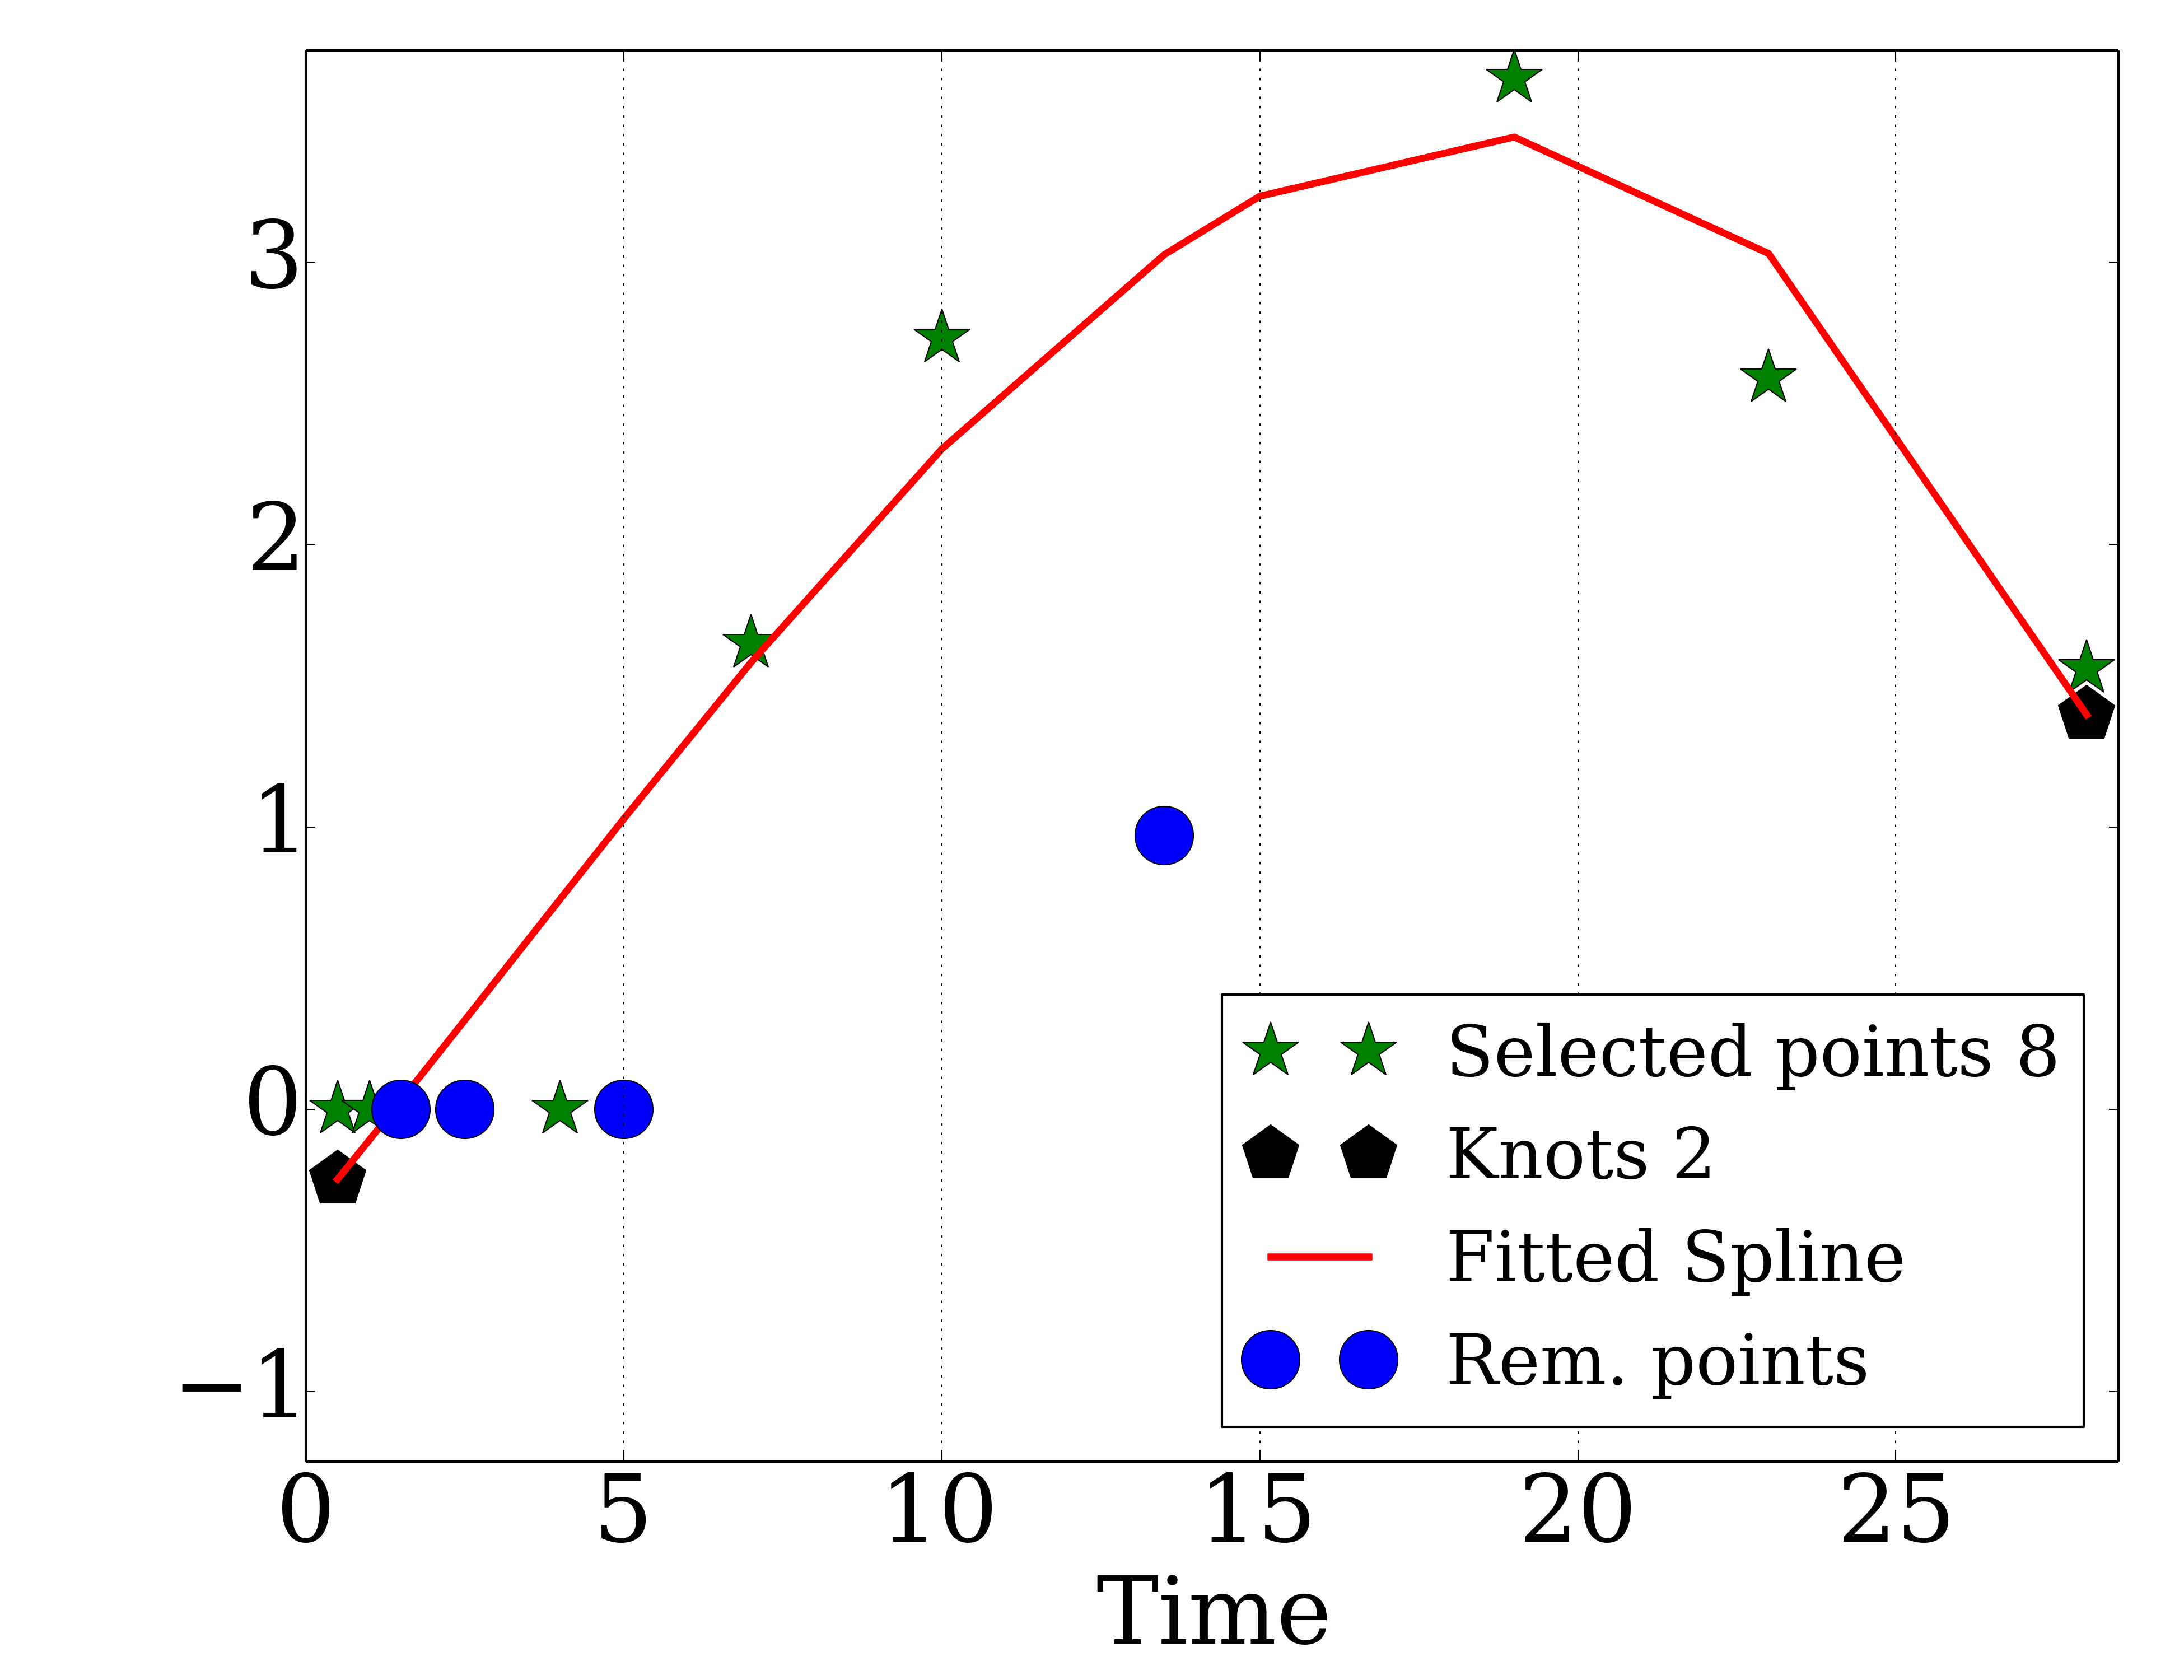 3
2
1
0
−1
0 5 10 15 20 25
Time
Selected points 8
Knots 2
Fitted Spline
Rem. points